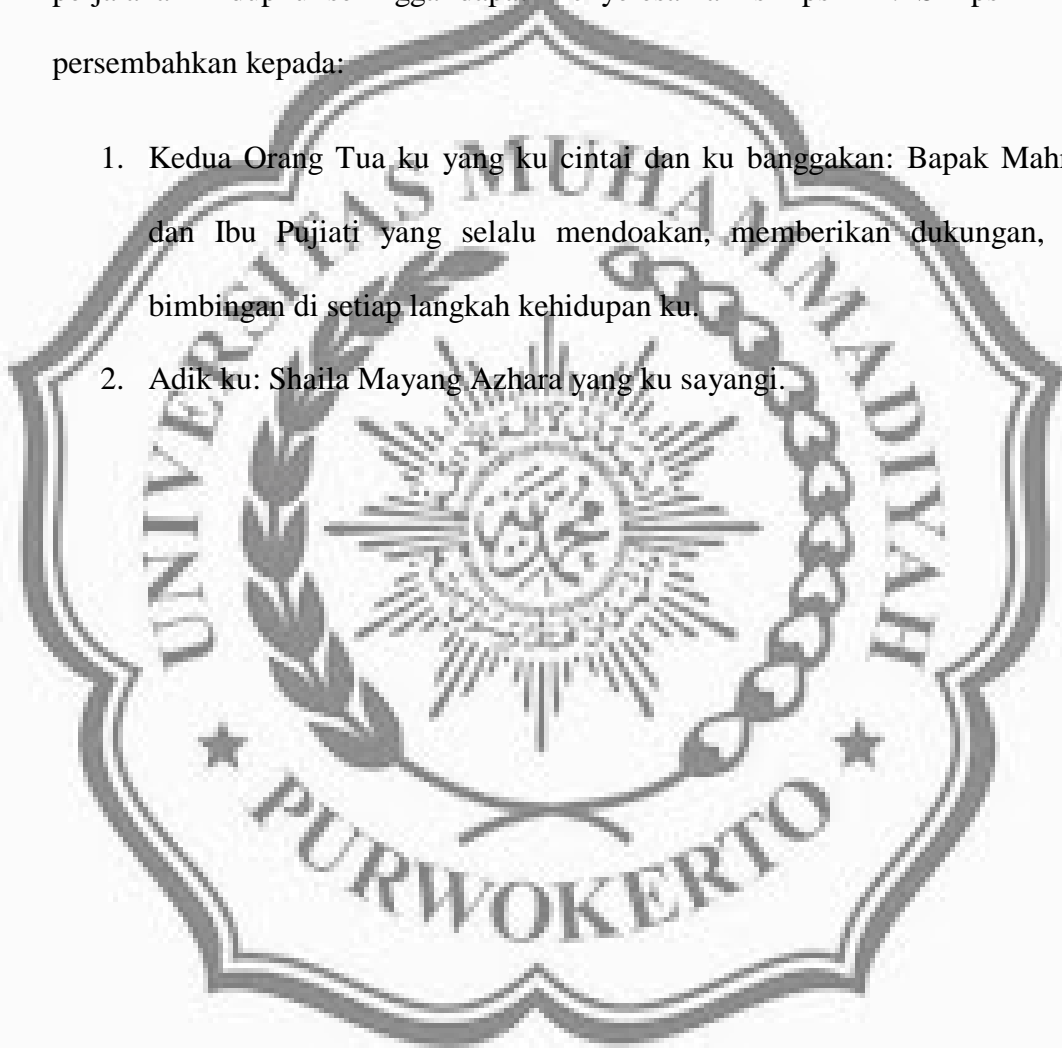 persembahkan kepada:
1. Kedua Orang Tua ku yang ku cintai dan ku banggakan: Bapak
dan Ibu Pujiati yang selalu mendoakan, memberikan dukungan,
bimbingan di setiap langkah kehidupan ku.
2. Adik ku: Shaila Mayang Azhara yang ku sayangi.
UNIVERSITAS MUHAMMADIYAH
PURWOKERTO